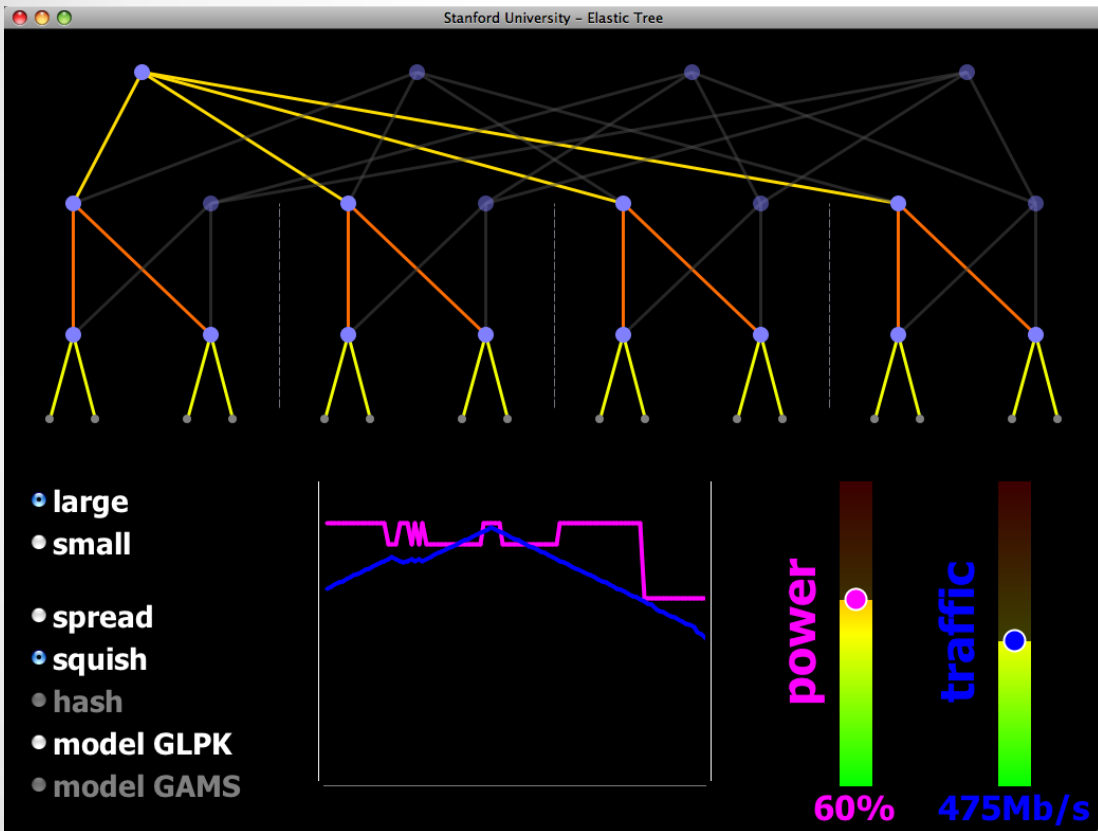 Stanford University – Elastic Tree
large
small
spread
squish
hash
model GLPK
model GAMS
power
traffic
60%
475Mb/s